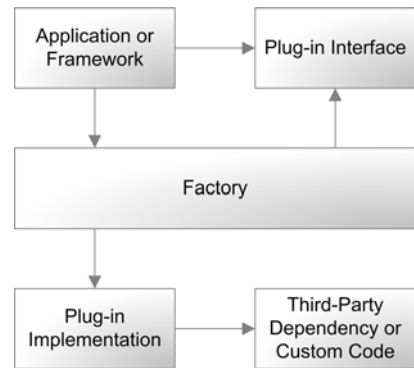 Application or
Framework
Plug-in Interface
Factory
Plug-in
Implementation
Third-Party
Dependency or
Custom Code